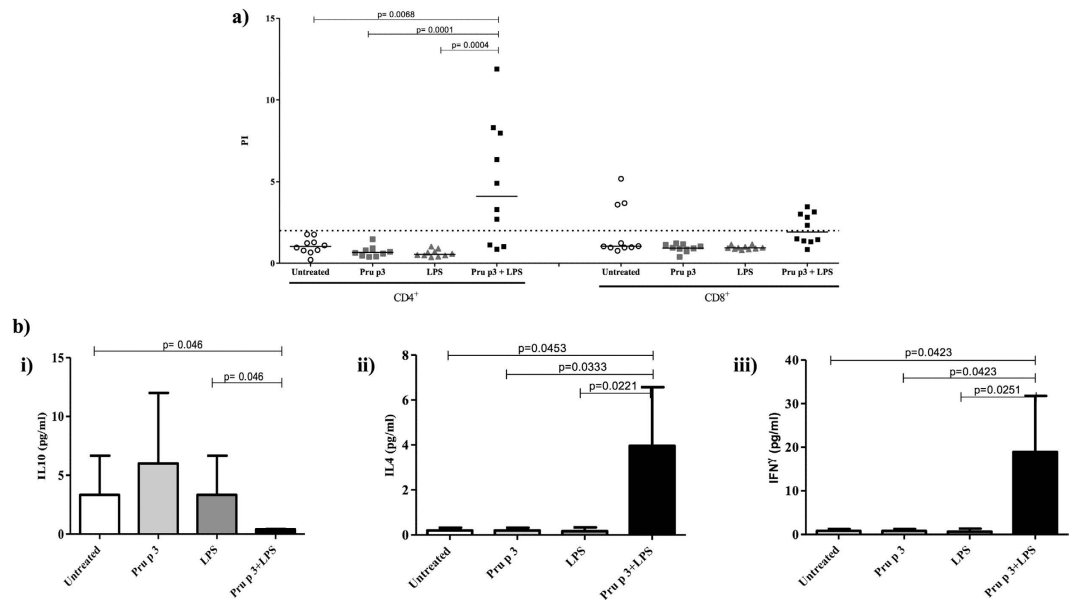 a)
p= 0.0068
p= 0.0001
p= 0.0004
15
10
5
0
PI
Untreated Pru p3 LPS Pru p3 + LPS Untreated Pru p3 LPS Pru p3 + LPS
CD4+ CD8+
b)
i)
p= 0.046
p= 0.046
15
10
5
0
IL10 (pg/ml)
Untreated
Pru p 3
LPS
Pru p 3+LPS
ii)
p=0.0453
p=0.0333
p=0.0221
8
6
4
2
0
IL4 (pg/ml)
Untreated
Pru p 3
LPS
Pru p 3+LPS
iii)
p=0.0423
p=0.0423
p=0.0251
40
30
20
10
0
IFNγ (pg/ml)
Untreated
Pru p 3
LPS
Pru p 3+LPS